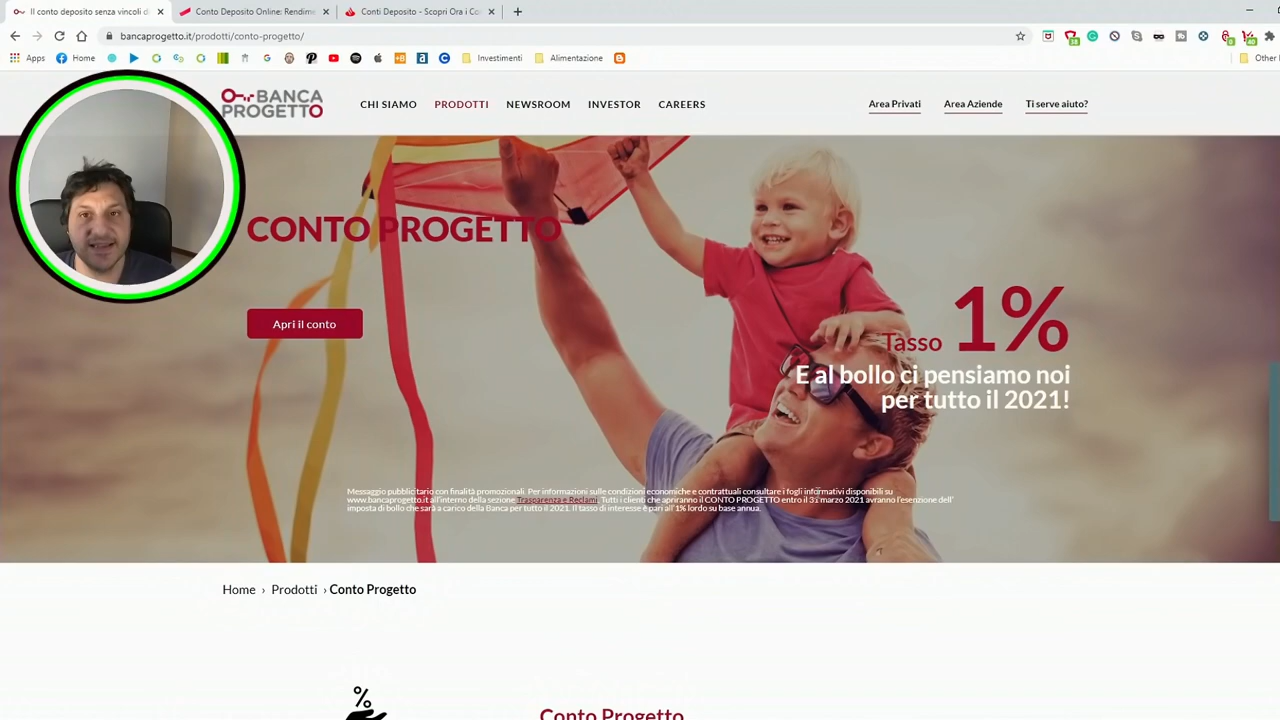 Il conto deposito senza vincoli d
Conto Deposito Online: Rendime
Conti Deposito - Scopri Ora i Co
bancaprogetto.it/prodotti/conto-progetto/
Apps
Home
Investimenti
Alimentazione
Other
BANCA
PROGETTO
CHI SIAMO
PRODOTTI
NEWSROOM
INVESTOR
CAREERS
Area Privati
Area Aziende
Ti serve aiuto?
CONTO PROGETTO
Apri il conto
Tasso 1%
E al bollo ci pensiamo noi
per tutto il 2021!
Messaggio pubblicitario con finalità promozionali. Per informazioni sulle condizioni economiche e contrattuali consultare i fogli informativi disponibili su
www.bancaprogetto.it all'interno della sezione Trasparenza e Reclami. Tutti i clienti che apriranno il CONTO PROGETTO entro il 31 marzo 2021 avranno l'esenzione dell'
imposta di bollo che sarà a carico della Banca per tutto il 2021. Il tasso di interesse è pari all'1% lordo su base annua.
Home › Prodotti › Conto Progetto
%
Conto Progetto